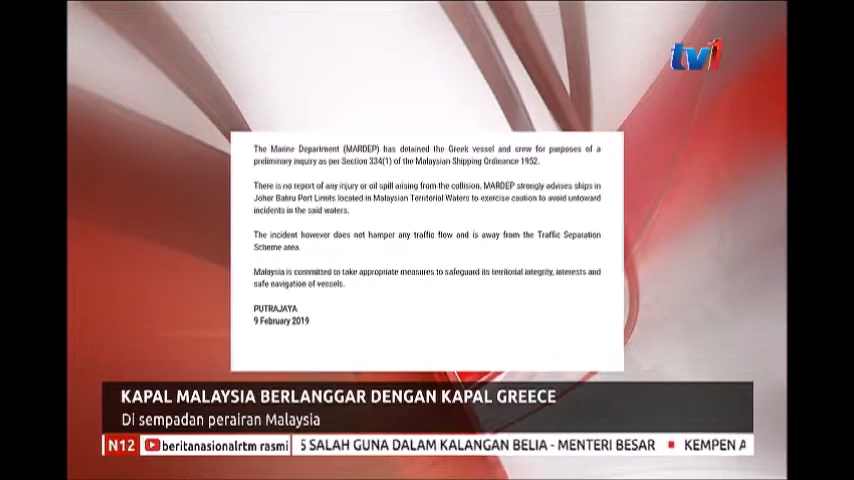 tv1
The Marine Department (MARDEP) has detained the Greek vessel and crew for purposes of a
preliminary inquiry as per Section 334(1) of the Malaysian Shipping Ordinance 1952.
There is no report of any injury or oil spill arising from the collision. MARDEP strongly advises ships in
Johor Bahru Port Limits located in Malaysian Territorial Waters to exercise caution to avoid untoward
incidents in the said waters.
The incident however does not hamper any traffic flow and is away from the Traffic Separation
Scheme area.
Malaysia is committed to take appropriate measures to safeguard its territorial integrity, interests and
safe navigation of vessels.
PUTRAJAYA
9 February 2019
KAPAL MALAYSIA BERLANGGAR DENGAN KAPAL GREECE
Di sempadan perairan Malaysia
N12 beritanasionalrtm rasmi 5 SALAH GUNA DALAM KALANGAN BELIA - MENTERI BESAR KEMPEN A